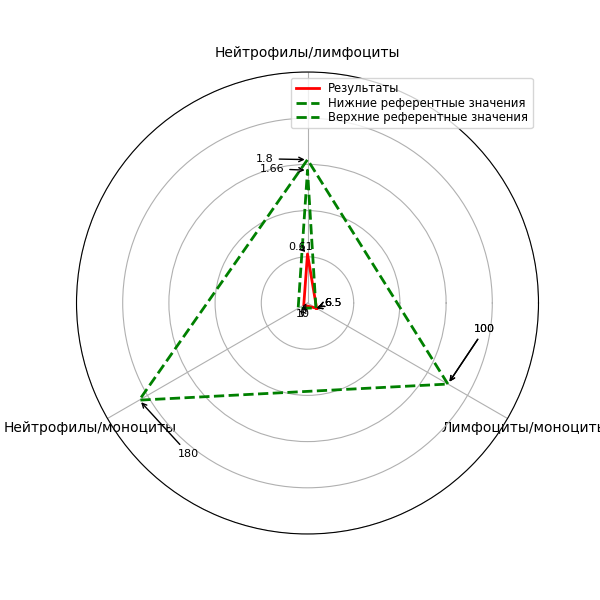 Нейтрофилы/лимфоциты
Результаты
Нижние референтные значения
Верхние референтные значения
1.8
1.66
0.61
6.5
10
100
Нейтрофилы/моноциты
Лимфоциты/моноциты
180